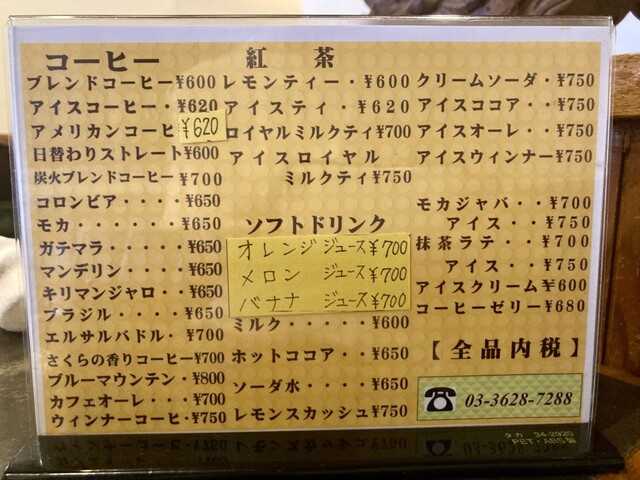 コーヒー
ブレンドコーヒー¥600
アイスコーヒー・¥620
アメリカンコーヒ ¥620
日替わりストレート¥600
炭火ブレンドコーヒー ¥700
コロンビア・・・・¥650
モカ・・・・・・¥650
ガテマラ・・・・・¥650
マンデリン・・・・¥650
キリマンジャロ・・¥650
ブラジル・・・・¥650
エルサルバドル・¥700
さくらの香りコーヒー¥700
ブルーマウンテン・¥800
カフェオーレ・・・¥700
ウィンナーコーヒ・¥750
紅 茶
レモンティー・¥600
アイスティ・¥620
ロイヤルミルクティ¥700
アイスロイヤル
ミルクティ¥750
ソフトドリンク
オレンジ ジュース¥700
メロン ジュース¥700
バナナ ジュース¥700
ミルク・・・・¥600
ホットココア・・¥650
ソーダ水・・・・¥650
レモンスカッシュ¥750
クリームソーダ・¥750
アイスココア・・¥750
アイスオーレ・・¥750
アイスウィンナー¥750
モカジャバ・・¥700
アイス・・¥750
抹茶ラテ・・¥700
アイス・・¥750
アイスクリーム¥600
コーヒーゼリー¥680
【全品内税】
03-3628-7288
タカ 34-2920
PET・ABS製